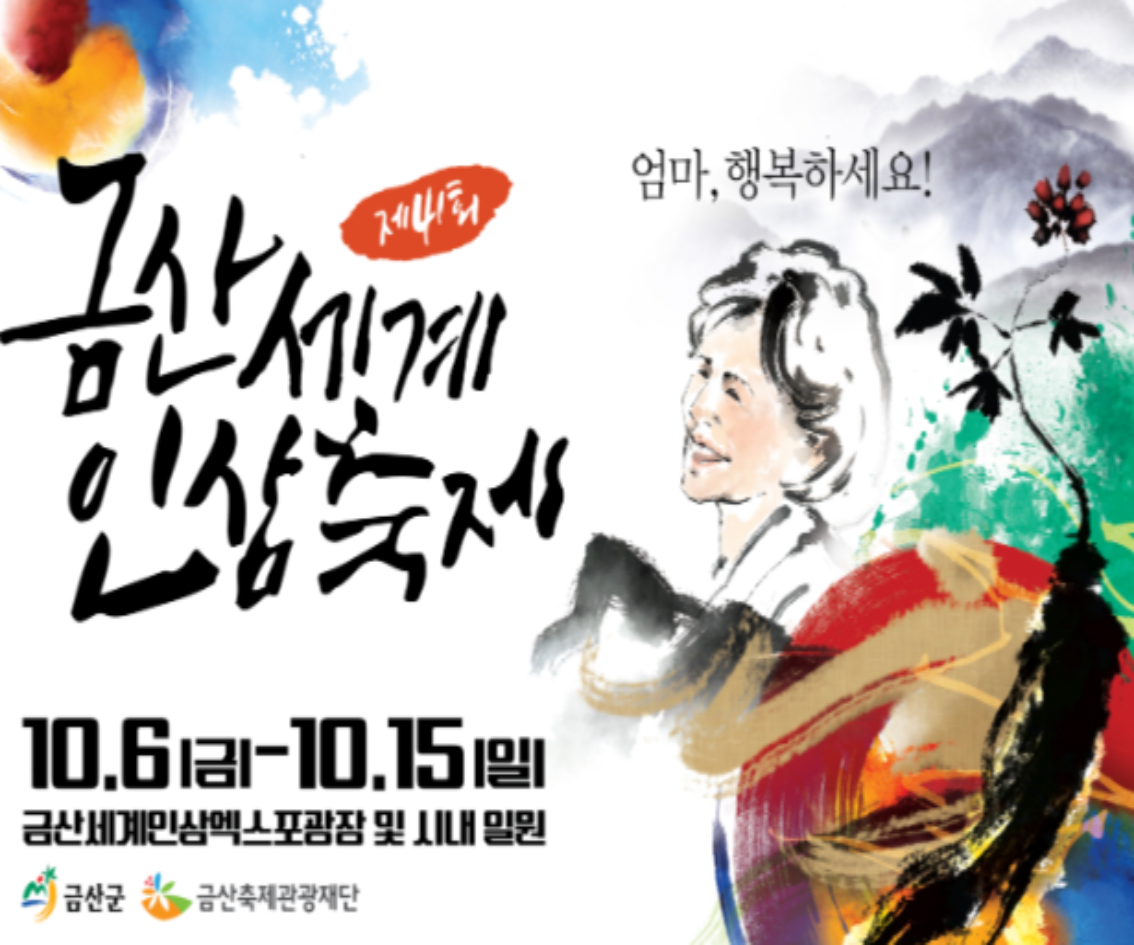 제41회
금산세계
인삼축제
엄마, 행복하세요!
10.6|금|-10.15|일|
금산세계인삼엑스포광장 및 시내 일원
금산군
금산축제관광재단